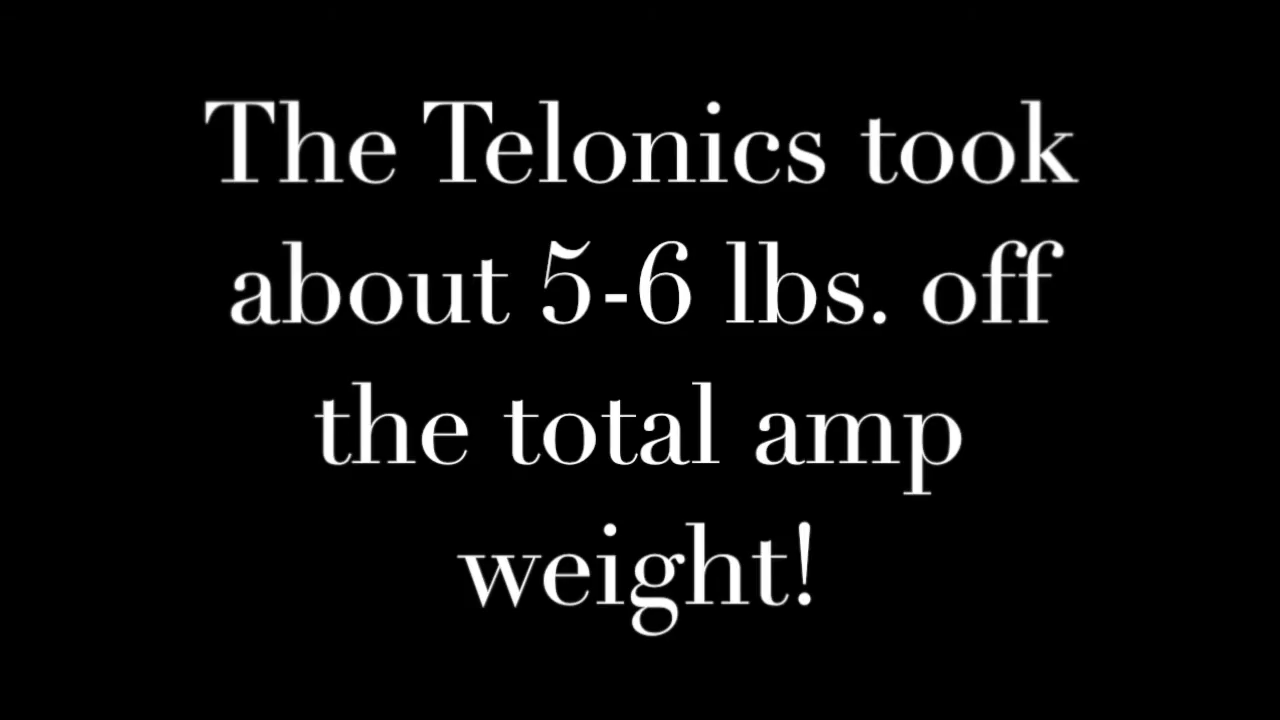 The Telonics took
about 5-6 lbs. off
the total amp
weight!